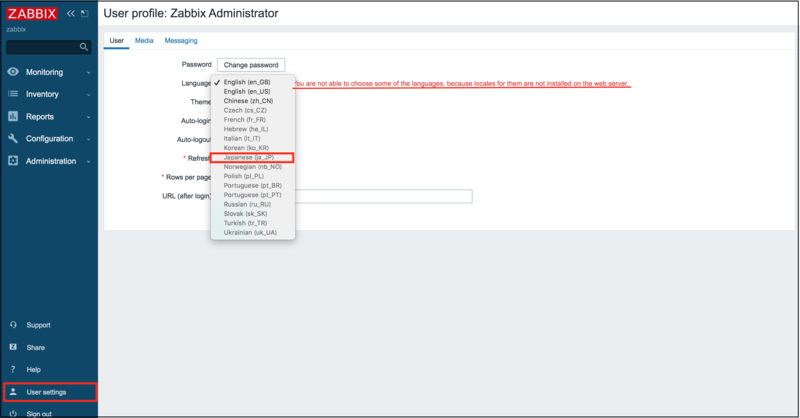 ZABBIX
zabbix
Monitoring
Inventory
Reports
Configuration
Administration
Support
Share
Help
User settings
Sign out
User profile: Zabbix Administrator
User Media Messaging
Password Change password
Language You are not able to choose some of the languages, because locales for them are not installed on the web server.
Theme
Auto-login
Auto-logout
* Refresh
* Rows per page
URL (after login)
✓ English (en_GB)
English (en_US)
Chinese (zh_CN)
Czech (cs_CZ)
French (fr_FR)
Hebrew (he_IL)
Italian (it_IT)
Korean (ko_KR)
Japanese (ja_JP)
Norwegian (nb_NO)
Polish (pl_PL)
Portuguese (pt_BR)
Portuguese (pt_PT)
Russian (ru_RU)
Slovak (sk_SK)
Turkish (tr_TR)
Ukrainian (uk_UA)